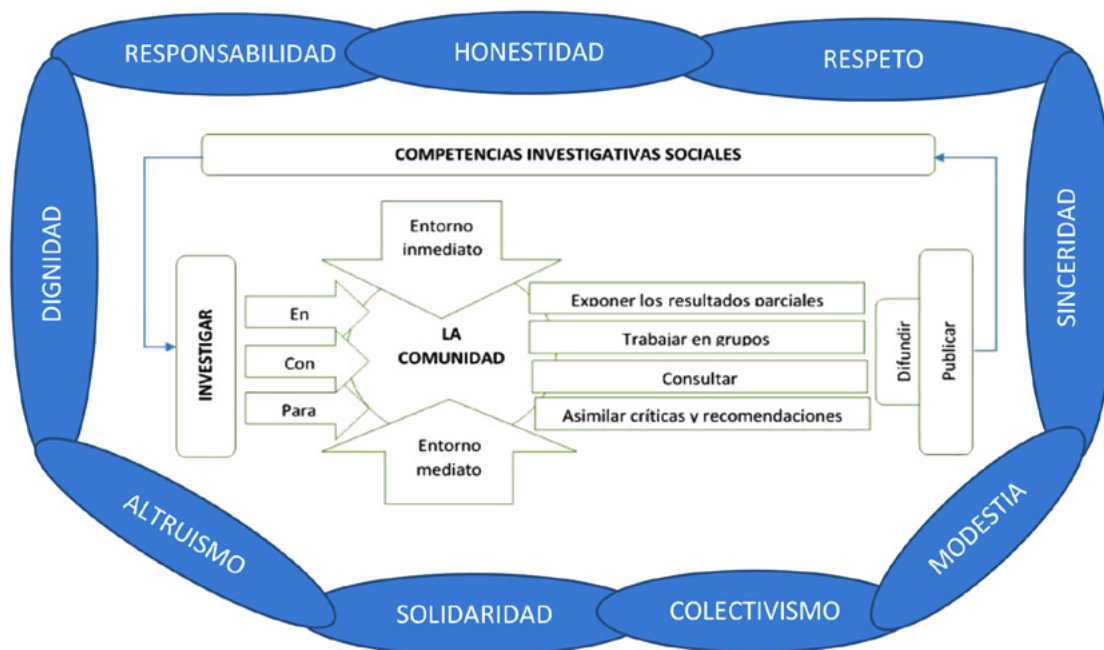 RESPONSABILIDAD
HONESTIDAD
RESPETO
DIGNIDAD
SINCERIDAD
COMPETENCIAS INVESTIGATIVAS SOCIALES
Entorno
inmediato
INVESTIGAR
En
Con
Para
LA
COMUNIDAD
Exponer los resultados parciales
Trabajar en grupos
Consultar
Asimilar críticas y recomendaciones
Difundir
Publicar
Entorno
mediato
ALTRUISMO
MODESTIA
SOLIDARIDAD
COLECTIVISMO